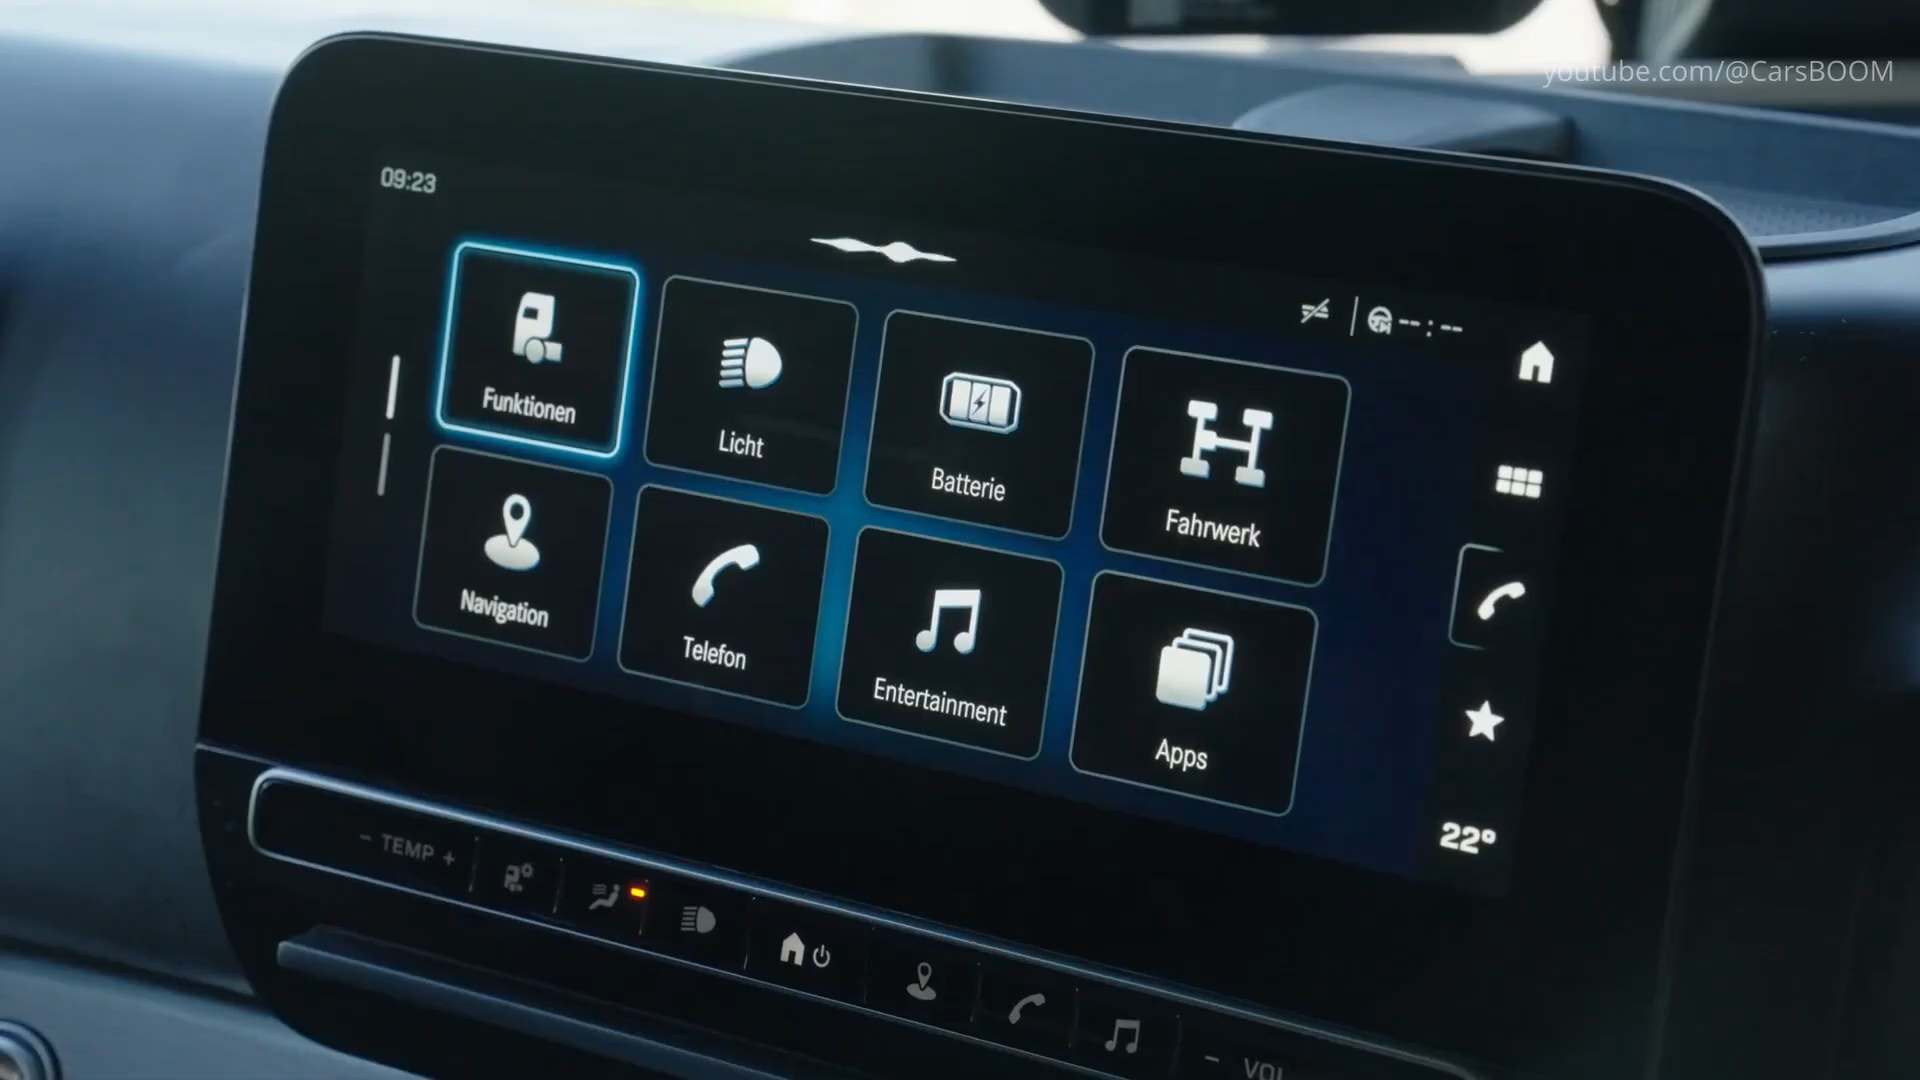 youtube.com/@CarsBOOM
09:23
--:--
Funktionen
Licht
Batterie
Fahrwerk
Navigation
Telefon
Entertainment
Apps
22°
- TEMP +
- VOL